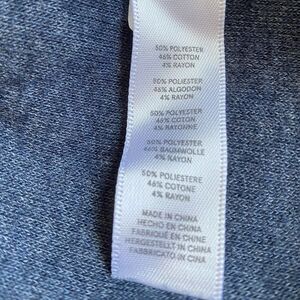 50% POLYESTER
46% COTTON
4% RAYON
50% POLIESTER
46% ALGODON
4% RAYON
50% POLYESTER
46% COTON
4% RAYONNE
50% POLYESTER
46% BAUMWOLLE
4% RAYON
50% POLIESTERE
46% COTONE
4% RAYON
MADE IN CHINA
HECHO EN CHINA
FABRIQUÉ EN CHINE
HERGESTELLT IN CHINA
FABBRICATO IN CINA